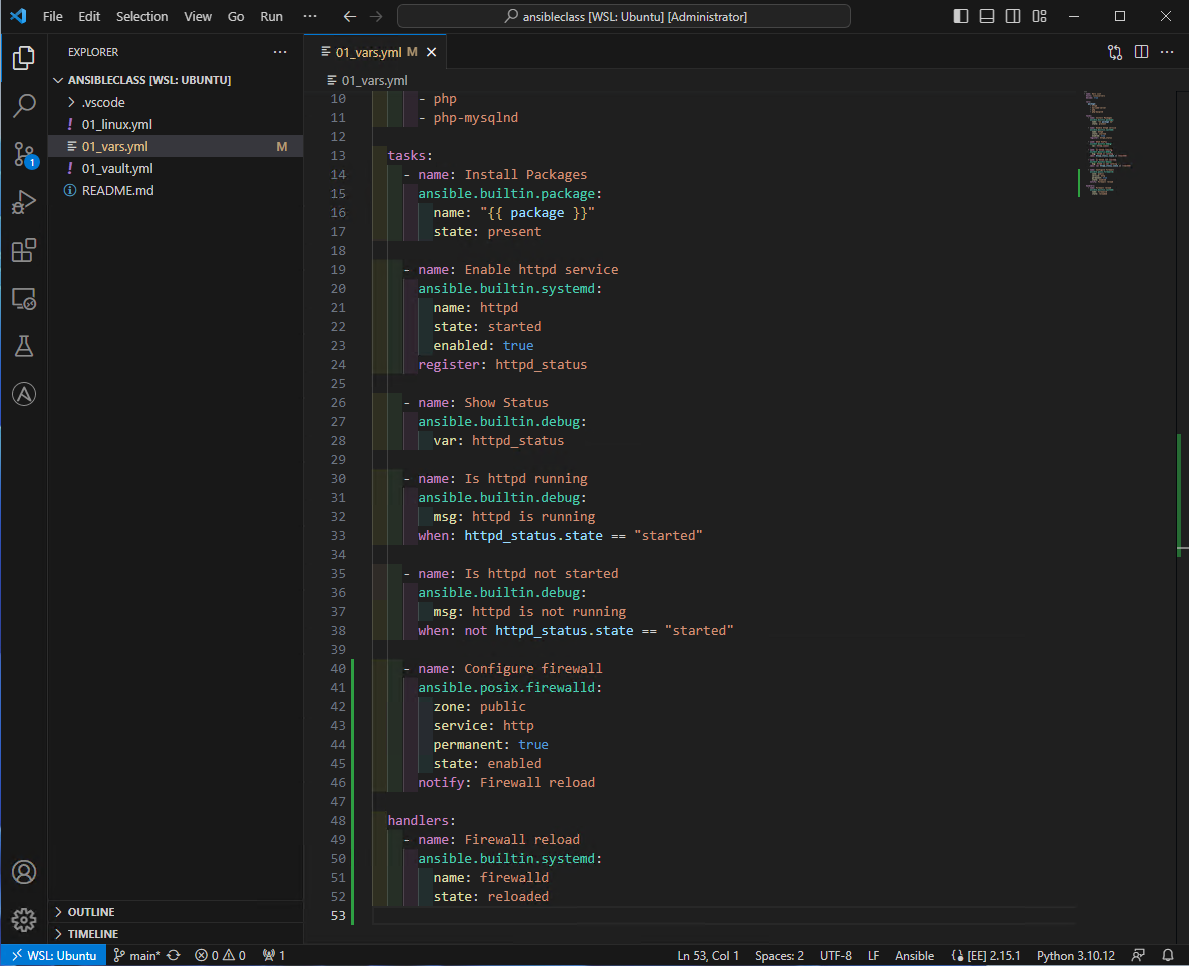 File Edit Selection View Go Run ··· ansibleclass [WSL: Ubuntu] [Administrator]
EXPLORER ···
ANSIBLECLASS [WSL: UBUNTU]
.vscode
! 01_linux.yml
01_vars.yml M
! 01_vault.yml
README.md
OUTLINE
TIMELINE
01_vars.yml M
01_vars.yml
10 - php
11 - php-mysqlnd
12
13 tasks:
14 - name: Install Packages
15 ansible.builtin.package:
16 name: "{{ package }}"
17 state: present
18
19 - name: Enable httpd service
20 ansible.builtin.systemd:
21 name: httpd
22 state: started
23 enabled: true
24 register: httpd_status
25
26 - name: Show Status
27 ansible.builtin.debug:
28 var: httpd_status
29
30 - name: Is httpd running
31 ansible.builtin.debug:
32 msg: httpd is running
33 when: httpd_status.state == "started"
34
35 - name: Is httpd not started
36 ansible.builtin.debug:
37 msg: httpd is not running
38 when: not httpd_status.state == "started"
39
40 - name: Configure firewall
41 ansible.posix.firewalld:
42 zone: public
43 service: http
44 permanent: true
45 state: enabled
46 notify: Firewall reload
47
48 handlers:
49 - name: Firewall reload
50 ansible.builtin.systemd:
51 name: firewalld
52 state: reloaded
53
1
WSL: Ubuntu main* 0 0 1 Ln 53, Col 1 Spaces: 2 UTF-8 LF Ansible [EE] 2.15.1 Python 3.10.12